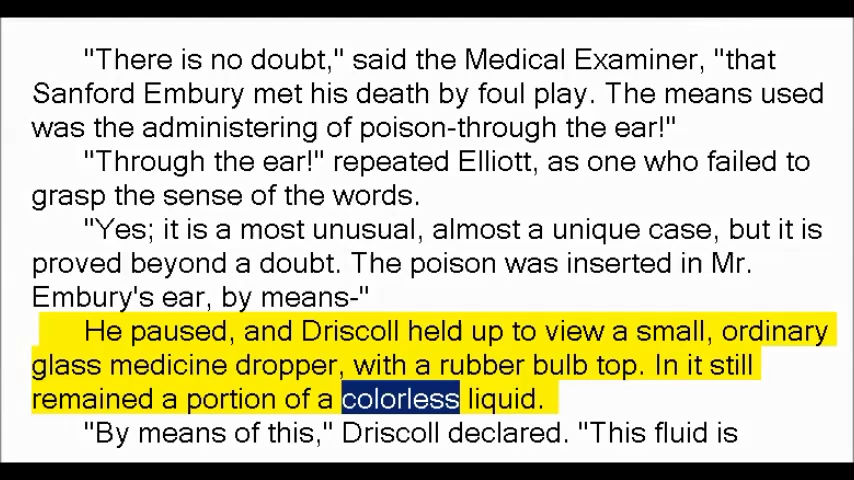 "There is no doubt," said the Medical Examiner, "that
Sanford Embury met his death by foul play. The means used
was the administering of poison-through the ear!"
"Through the ear!" repeated Elliott, as one who failed to
grasp the sense of the words.
"Yes; it is a most unusual, almost a unique case, but it is
proved beyond a doubt. The poison was inserted in Mr.
Embury's ear, by means-"
He paused, and Driscoll held up to view a small, ordinary
glass medicine dropper, with a rubber bulb top. In it still
remained a portion of a colorless liquid.
"By means of this," Driscoll declared. "This fluid is